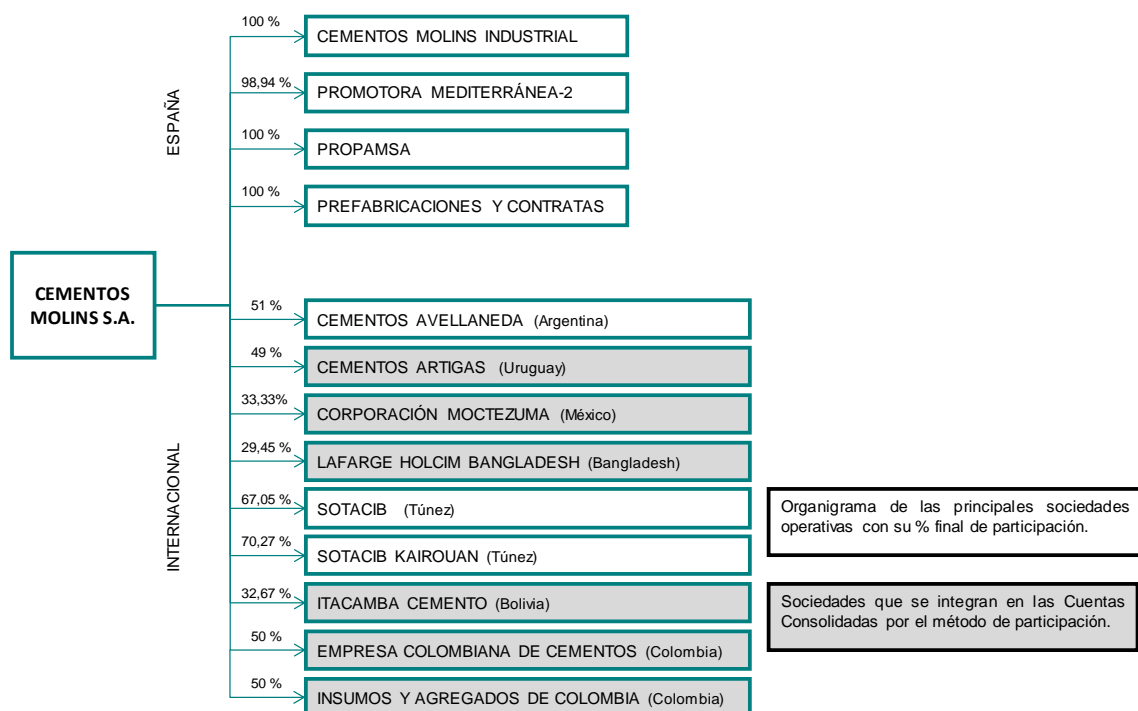 100 %
CEMENTOS MOLINS INDUSTRIAL
98,94 %
PROMOTORA MEDITERRÁNEA-2
ESPAÑA
100 %
PROPAMSA
100 %
PREFABRICACIONES Y CONTRATAS
CEMENTOS
MOLINS S.A.
51 %
CEMENTOS AVELLANEDA (Argentina)
49 %
CEMENTOS ARTIGAS (Uruguay)
33,33%
CORPORACIÓN MOCTEZUMA (México)
29,45 %
LAFARGE HOLCIM BANGLADESH (Bangladesh)
INTERNACIONAL
67,05 %
SOTACIB (Túnez)
70,27 %
SOTACIB KAIROUAN (Túnez)
32,67 %
ITACAMBA CEMENTO (Bolivia)
50 %
EMPRESA COLOMBIANA DE CEMENTOS (Colombia)
50 %
INSUMOS Y AGREGADOS DE COLOMBIA (Colombia)
Organigrama de las principales sociedades
operativas con su % final de participación.
Sociedades que se integran en las Cuentas
Consolidadas por el método de participación.